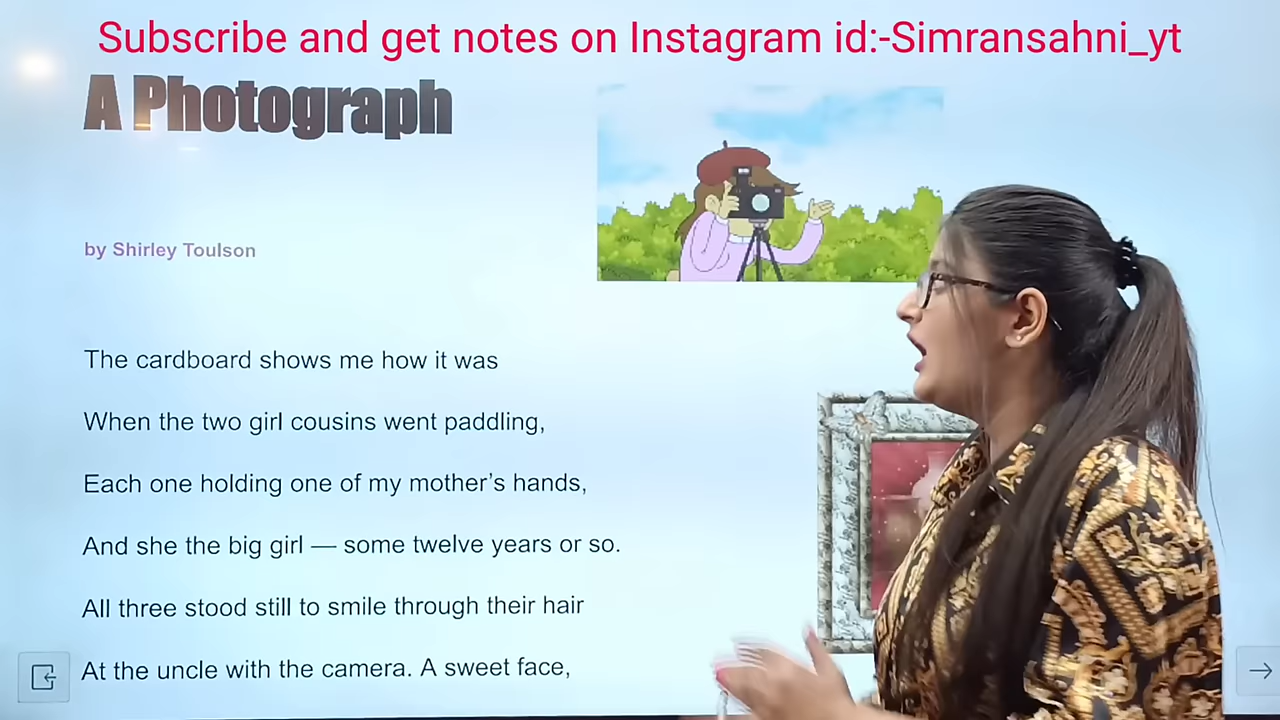 Subscribe and get notes on Instagram id:-Simransahni_yt
A Photograph
by Shirley Toulson
The cardboard shows me how it was
When the two girl cousins went paddling,
Each one holding one of my mother's hands,
And she the big girl — some twelve years or so.
All three stood still to smile through their hair
At the uncle with the camera. A sweet face,